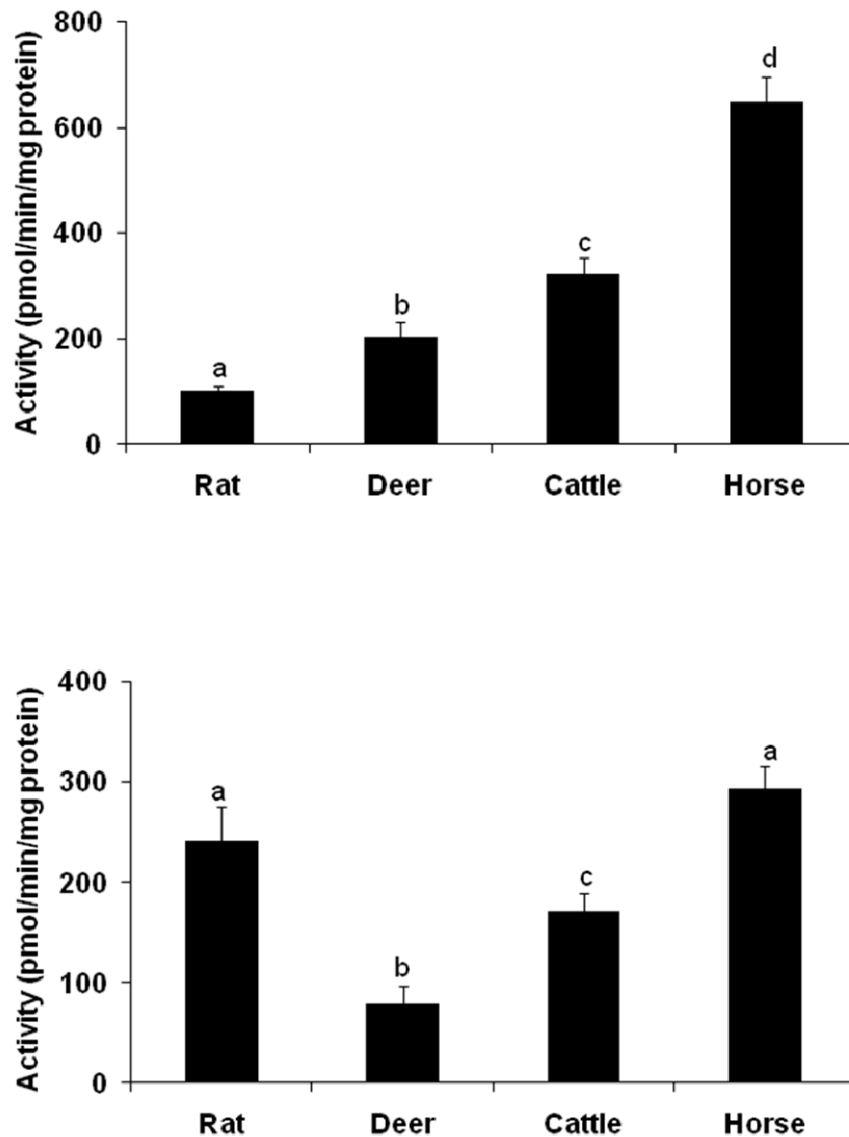 800
600
400
200
0
Activity (pmol/min/mg protein)
a
b
c
d
Rat Deer Cattle Horse
400
300
200
100
0
Activity (pmol/min/mg protein)
a
b
c
a
Rat Deer Cattle Horse